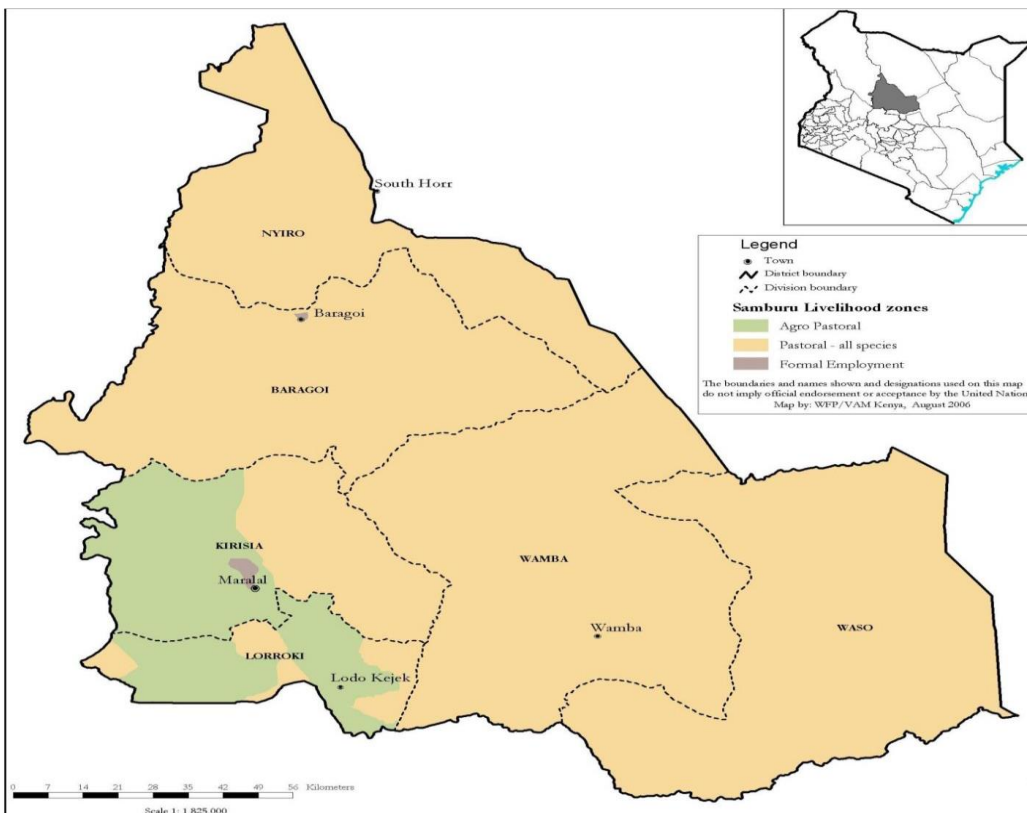 South Horr
NYIRO
Baragoi
BARAGOI
KIRISIA
Maralal
LORROKI
Lodo Kejek
WAMBA
Wamba
WASO
Legend
Town
District boundary
Division boundary
Samburu Livelihood zones
Agro Pastoral
Pastoral - all species
Formal Employment
The boundaries and names shown and designations used on this map
do not imply official endorsement or acceptance by the United Nation
Map by: WFP/VAM Kenya, August 2006
0 7 14 21 28 35 42 49 56 Kilometers
Scale 1: 1,825,000